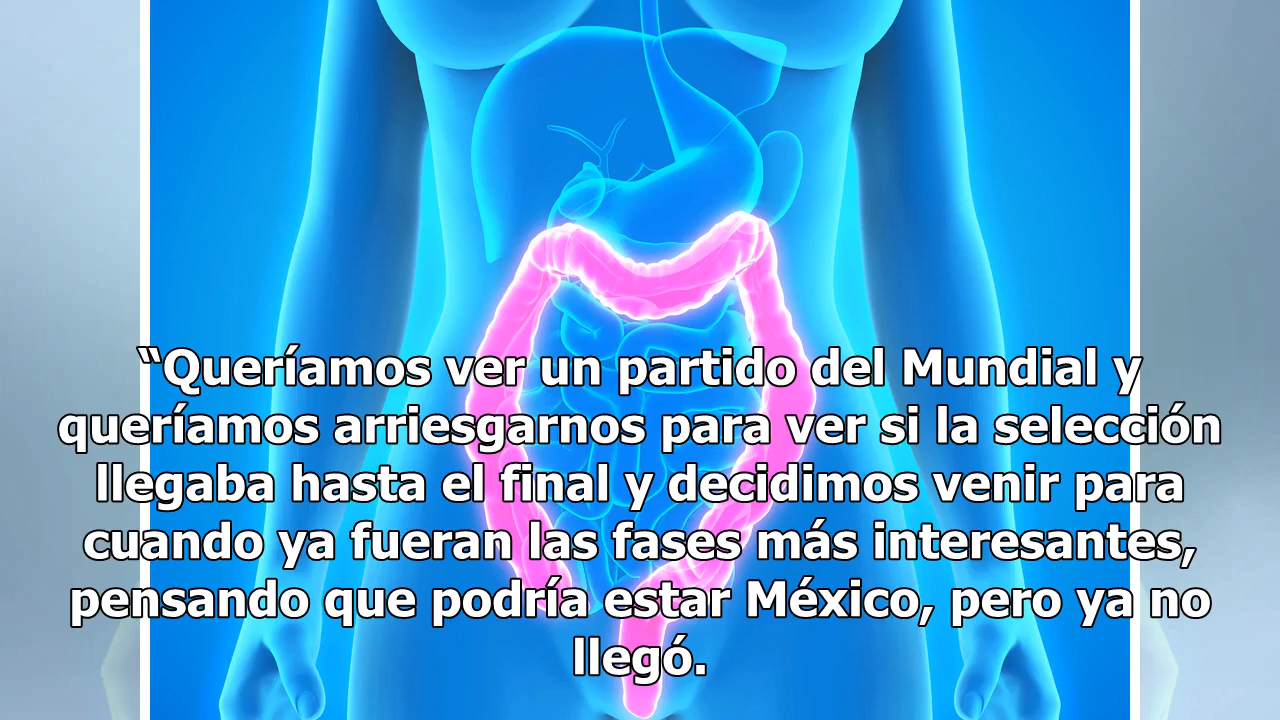 “Queríamos ver un partido del Mundial y
queríamos arriesgarnos para ver si la selección
llegaba hasta el final y decidimos venir para
cuando ya fueran las fases más interesantes,
pensando que podría estar México, pero ya no
llegó.